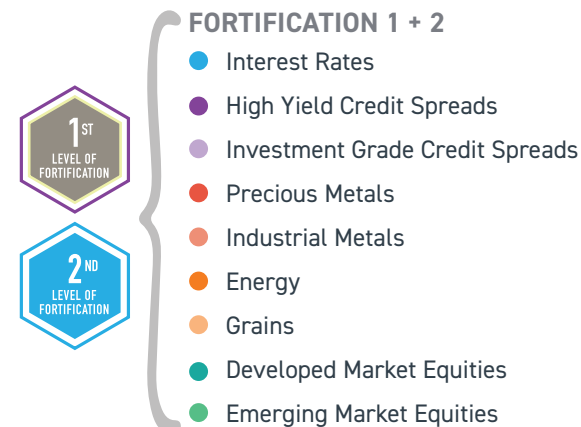 FORTIFICATION 1 + 2
Interest Rates
High Yield Credit Spreads
Investment Grade Credit Spreads
Precious Metals
Industrial Metals
Energy
Grains
Developed Market Equities
Emerging Market Equities
1ST
LEVEL OF
FORTIFICATION
2ND
LEVEL OF
FORTIFICATION